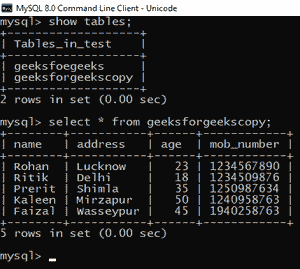 MySQL 8.0 Command Line Client - Unicode
mysql> show tables;
+------------------+
| Tables_in_test   |
+------------------+
| geeksfoegeeks    |
| geeksforgeekscopy |
+------------------+
2 rows in set (0.00 sec)
mysql> select * from geeksforgeekscopy;
+--------+-----------+-----+------------+
| name   | address   | age | mob_number |
+--------+-----------+-----+------------+
| Rohan  | Lucknow   |  23 | 1234567890 |
| Ritik  | Delhi     |  18 | 1234509876 |
| Prerit | Shimla    |  35 | 1250987634 |
| Kaleen | Mirzapur  |  50 | 1240958763 |
| Faizal | Wasseypur |  45 | 1940258763 |
+--------+-----------+-----+------------+
5 rows in set (0.00 sec)
mysql> _